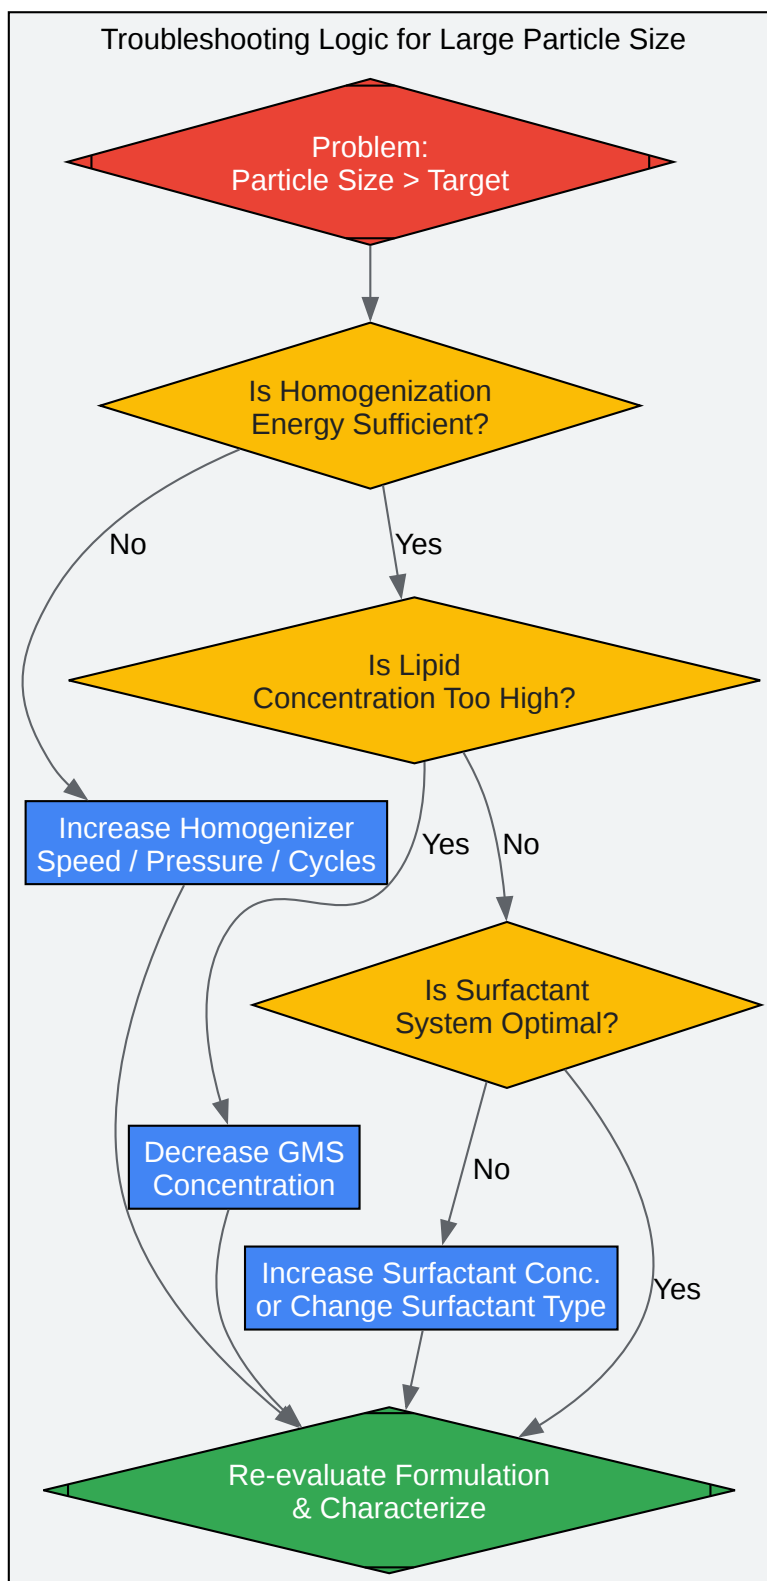 Troubleshooting Logic for Large Particle Size
Problem:
Particle Size > Target
Is Homogenization
Energy Sufficient?
No
Yes
Is Lipid
Concentration Too High?
Increase Homogenizer
Speed / Pressure / Cycles
Yes
No
Is Surfactant
System Optimal?
Decrease GMS
Concentration
No
Increase Surfactant Conc.
or Change Surfactant Type
Yes
Re-evaluate Formulation
& Characterize